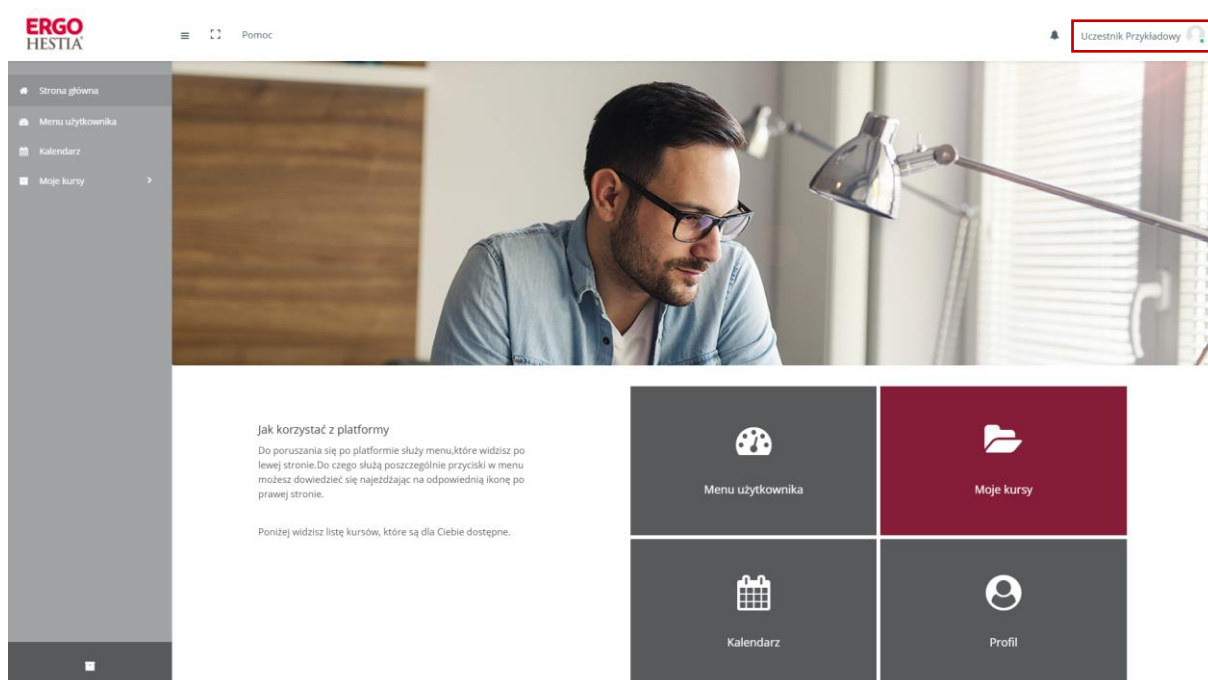 ERGO
HESTIA
Pomoc
Uczestnik Przykładowy
Strona główna
Menu użytkownika
Kalendarz
Moje kursy
Jak korzystać z platformy
Do poruszania się po platformie służy menu,które widzisz po
lewej stronie.Do czego służą poszczególnie przyciski w menu
możesz dowiedzieć się najeżdżając na odpowiednią ikonę po
prawej stronie.
Poniżej widzisz listę kursów, które są dla Ciebie dostępne.
Menu użytkownika
Moje kursy
Kalendarz
Profil